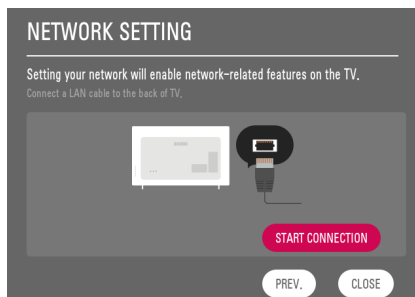 NETWORK SETTING
Setting your network will enable network-related features on the TV.
Connect a LAN cable to the back of TV.
START CONNECTION
PREV.
CLOSE